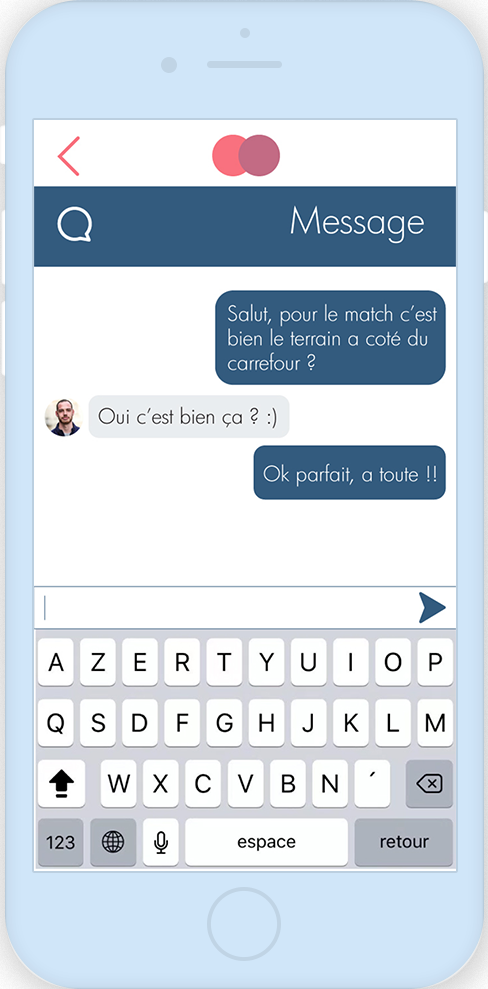 Message
Salut, pour le match c’est
bien le terrain a coté du
carrefour ?
Oui c’est bien ça ? :)
Ok parfait, a toute !!
A Z E R T Y U I O P
Q S D F G H J K L M
W X C V B N ´
123 espace retour